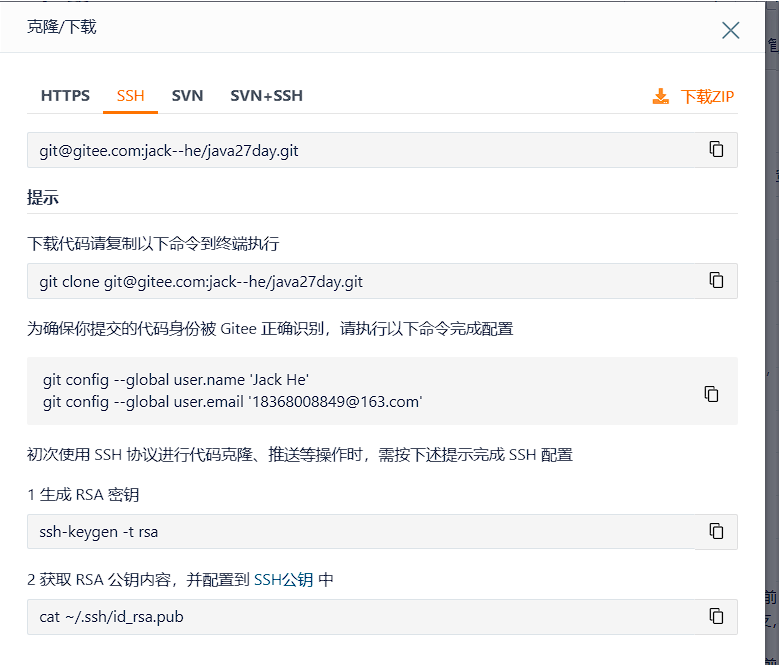 克隆/下载
HTTPS SSH SVN SVN+SSH 下载ZIP
git@gitee.com:jack--he/java27day.git
提示
下载代码请复制以下命令到终端执行
git clone git@gitee.com:jack--he/java27day.git
为确保你提交的代码身份被 Gitee 正确识别，请执行以下命令完成配置
git config --global user.name 'Jack He'
git config --global user.email '18368008849@163.com'
初次使用 SSH 协议进行代码克隆、推送等操作时，需按下述提示完成 SSH 配置
1 生成 RSA 密钥
ssh-keygen -t rsa
2 获取 RSA 公钥内容，并配置到 SSH公钥 中
cat ~/.ssh/id_rsa.pub